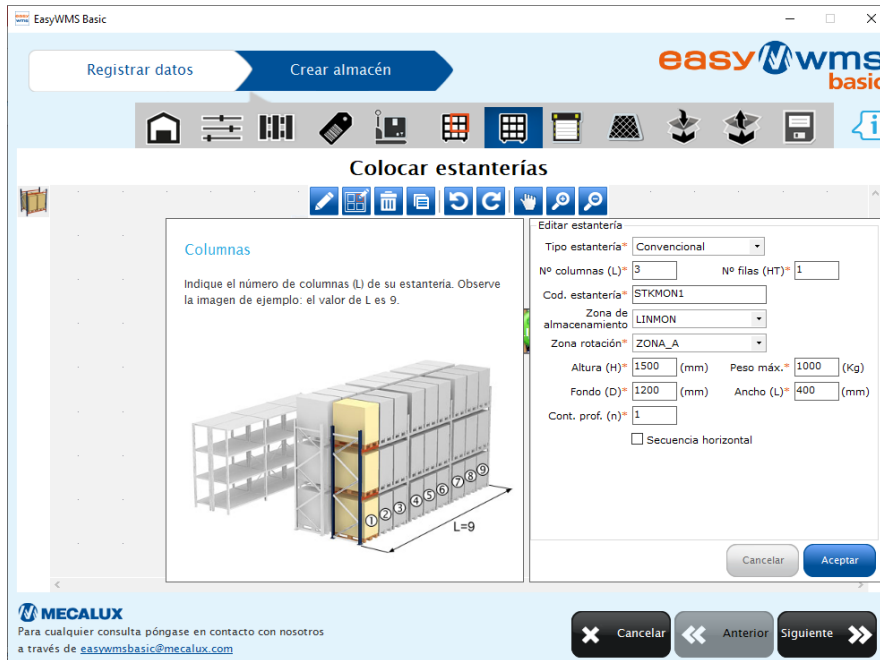 EasyWMS Basic
Registrar datos
Crear almacén
easy wms
basic
Colocar estanterías
Columnas
Indique el número de columnas (L) de su estantería. Observe
la imagen de ejemplo: el valor de L es 9.
1 2 3 4 5 6 7 8 9
L=9
Editar estantería
Tipo estantería* Convencional
Nº columnas (L)* 3 Nº filas (HT)* 1
Cod. estantería* STKMON1
Zona de
almacenamiento LINMON
Zona rotación* ZONA_A
Altura (H)* 1500 (mm) Peso máx.* 1000 (Kg)
Fondo (D)* 1200 (mm) Ancho (L)* 400 (mm)
Cont. prof. (n)* 1
Secuencia horizontal
Cancelar Aceptar
MECALUX
Para cualquier consulta póngase en contacto con nosotros
a través de easywmsbasic@mecalux.com
Cancelar Anterior Siguiente